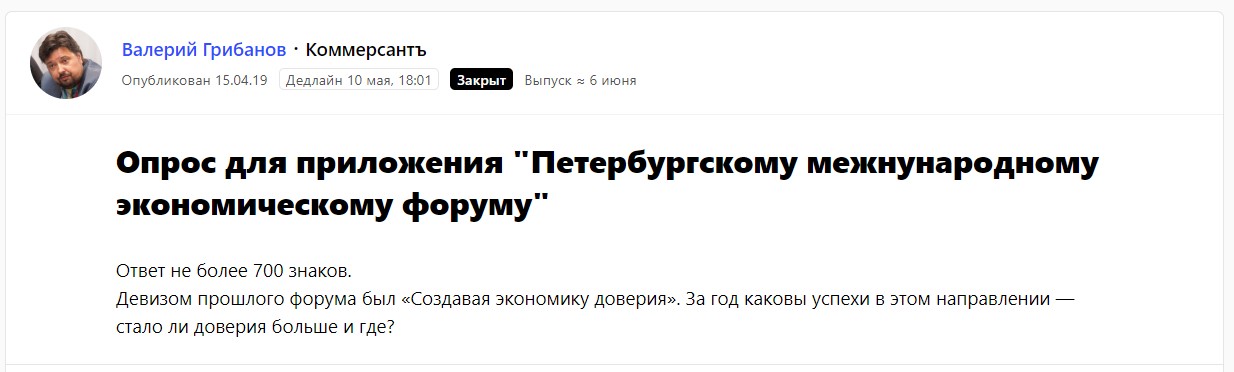 Валерий Грибанов · Коммерсантъ
Опубликован 15.04.19 Дедлайн 10 мая, 18:01 Закрыт Выпуск ≈ 6 июня
Опрос для приложения "Петербургскому межнународному
экономическому форуму"
Ответ не более 700 знаков.
Девизом прошлого форума был «Создавая экономику доверия». За год каковы успехи в этом направлении —
стало ли доверия больше и где?